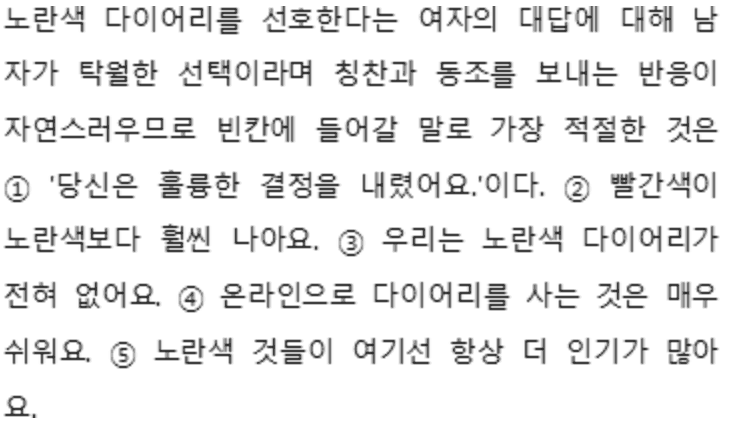 노란색 다이어리를 선호한다는 여자의 대답에 대해 남
자가 탁월한 선택이라며 칭찬과 동조를 보내는 반응이
자연스러우므로 빈칸에 들어갈 말로 가장 적절한 것은
① '당신은 훌륭한 결정을 내렸어요.'이다. ② 빨간색이
노란색보다 훨씬 나아요. ③ 우리는 노란색 다이어리가
전혀 없어요. ④ 온라인으로 다이어리를 사는 것은 매우
쉬워요. ⑤ 노란색 것들이 여기선 항상 더 인기가 많아
요.